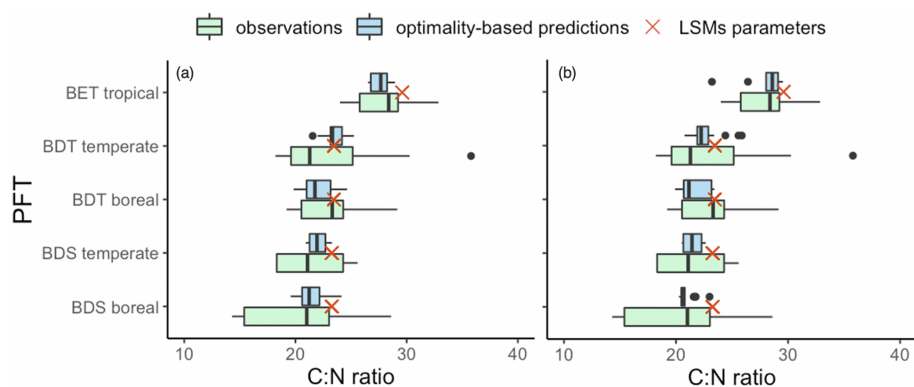 observations optimality-based predictions LSMs parameters
(a) (b)
PFT
BET tropical
BDT temperate
BDT boreal
BDS temperate
BDS boreal
10 20 30 40 10 20 30 40
C:N ratio C:N ratio